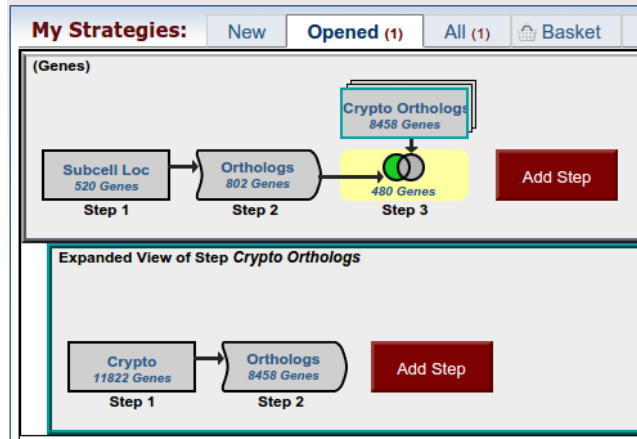 My Strategies: New Opened (1) All (1) Basket
(Genes)
Crypto Orthologs
8458 Genes
Subcell Loc
520 Genes
Orthologs
802 Genes
480 Genes
Add Step
Step 1 Step 2 Step 3
Expanded View of Step Crypto Orthologs
Crypto
11822 Genes
Orthologs
8458 Genes
Add Step
Step 1 Step 2